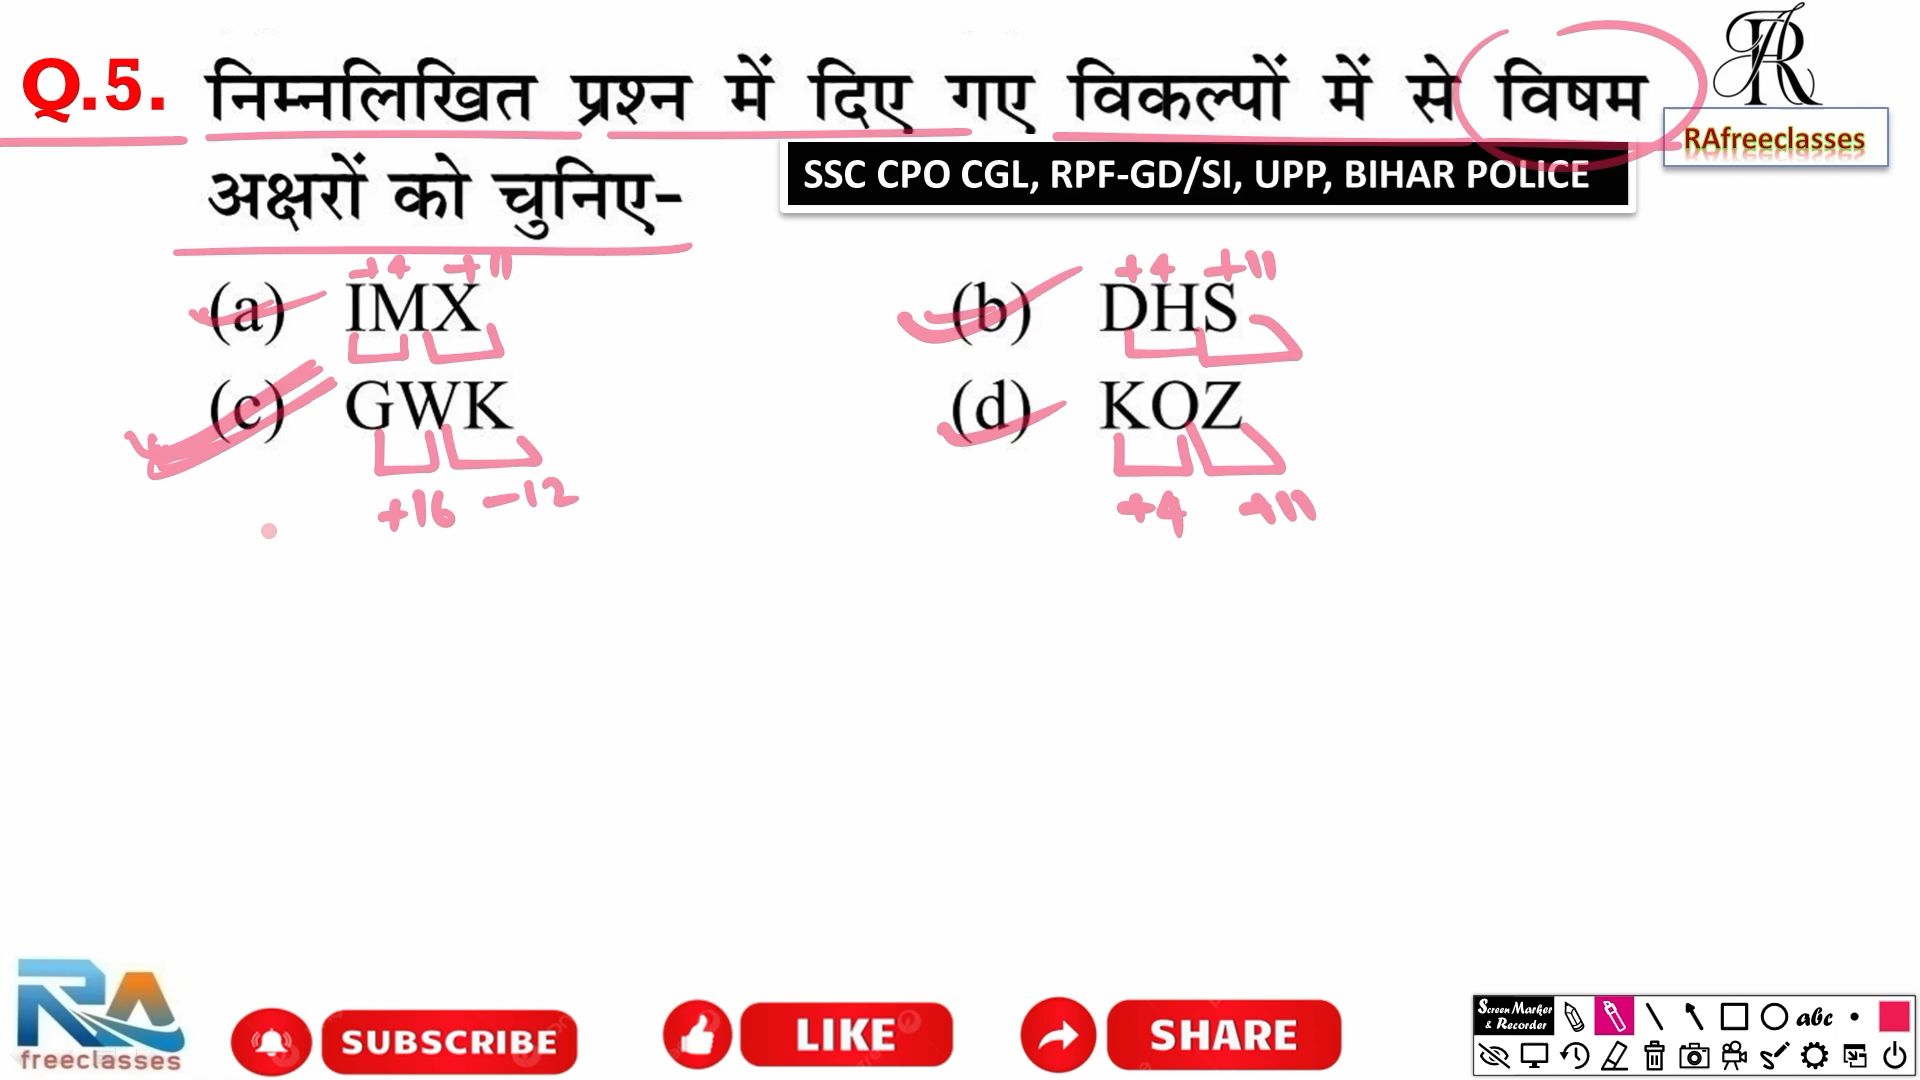 Q.5. निम्नलिखित प्रश्न में दिए गए विकल्पों में से विषम
RAfreeclasses
अक्षरों को चुनिए-
SSC CPO CGL, RPF-GD/SI, UPP, BIHAR POLICE
+4 +11
+4 +11
(a) IMX
(b) DHS
(c) GWK
(d) KOZ
+16 -12
+4 +11
RA
freeclasses
SUBSCRIBE
LIKE
SHARE
Screen Marker
& Recorder
abc